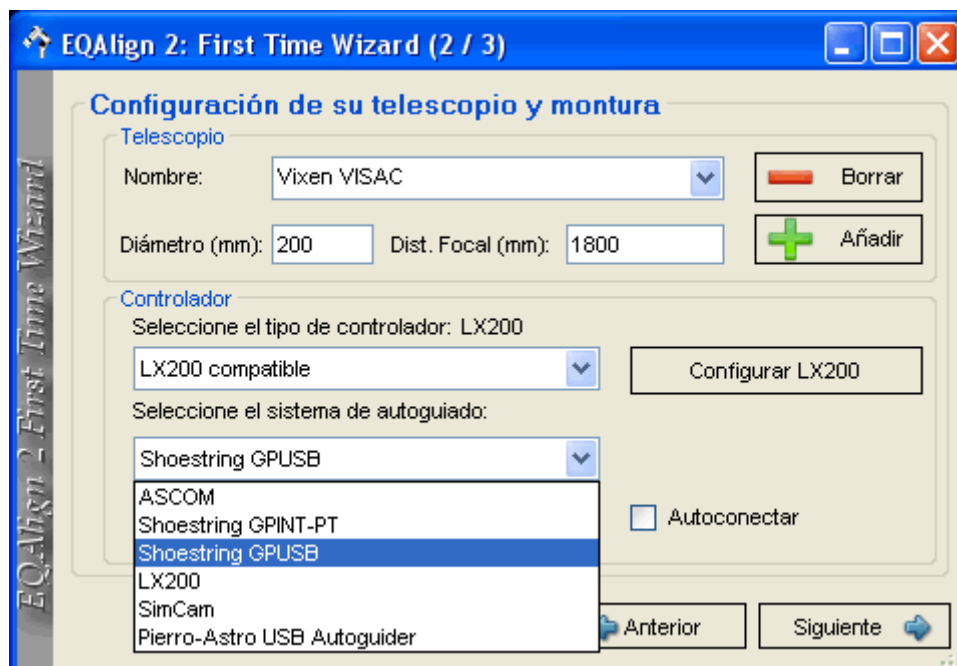 EQAlign 2: First Time Wizard (2 / 3)
EQAlign 2 First Time Wizard
Configuración de su telescopio y montura
Telescopio
Nombre: Vixen VISAC Borrar
Diámetro (mm): 200 Dist. Focal (mm): 1800 Añadir
Controlador
Seleccione el tipo de controlador: LX200
LX200 compatible Configurar LX200
Seleccione el sistema de autoguiado:
Shoestring GPUSB
ASCOM
Shoestring GPINT-PT
Autoconectar
Shoestring GPUSB
LX200
SimCam
Pierro-Astro USB Autoguider
Anterior Siguiente